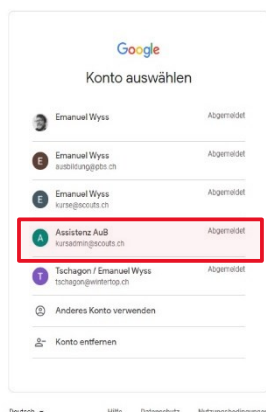 Google
Konto auswählen
Emanuel Wyss
Abgemeldet
E
Emanuel Wyss
Abgemeldet
ausbildung@pbs.ch
E
Emanuel Wyss
Abgemeldet
kurse@scouts.ch
A
Assistenz AuB
Abgemeldet
kursadmin@scouts.ch
T
Tschagon / Emanuel Wyss
Abgemeldet
tschagon@wintertop.ch
Anderes Konto verwenden
Konto entfernen
Deutsch
Hilfe
Datenschutz
Nutzungsbedingungen